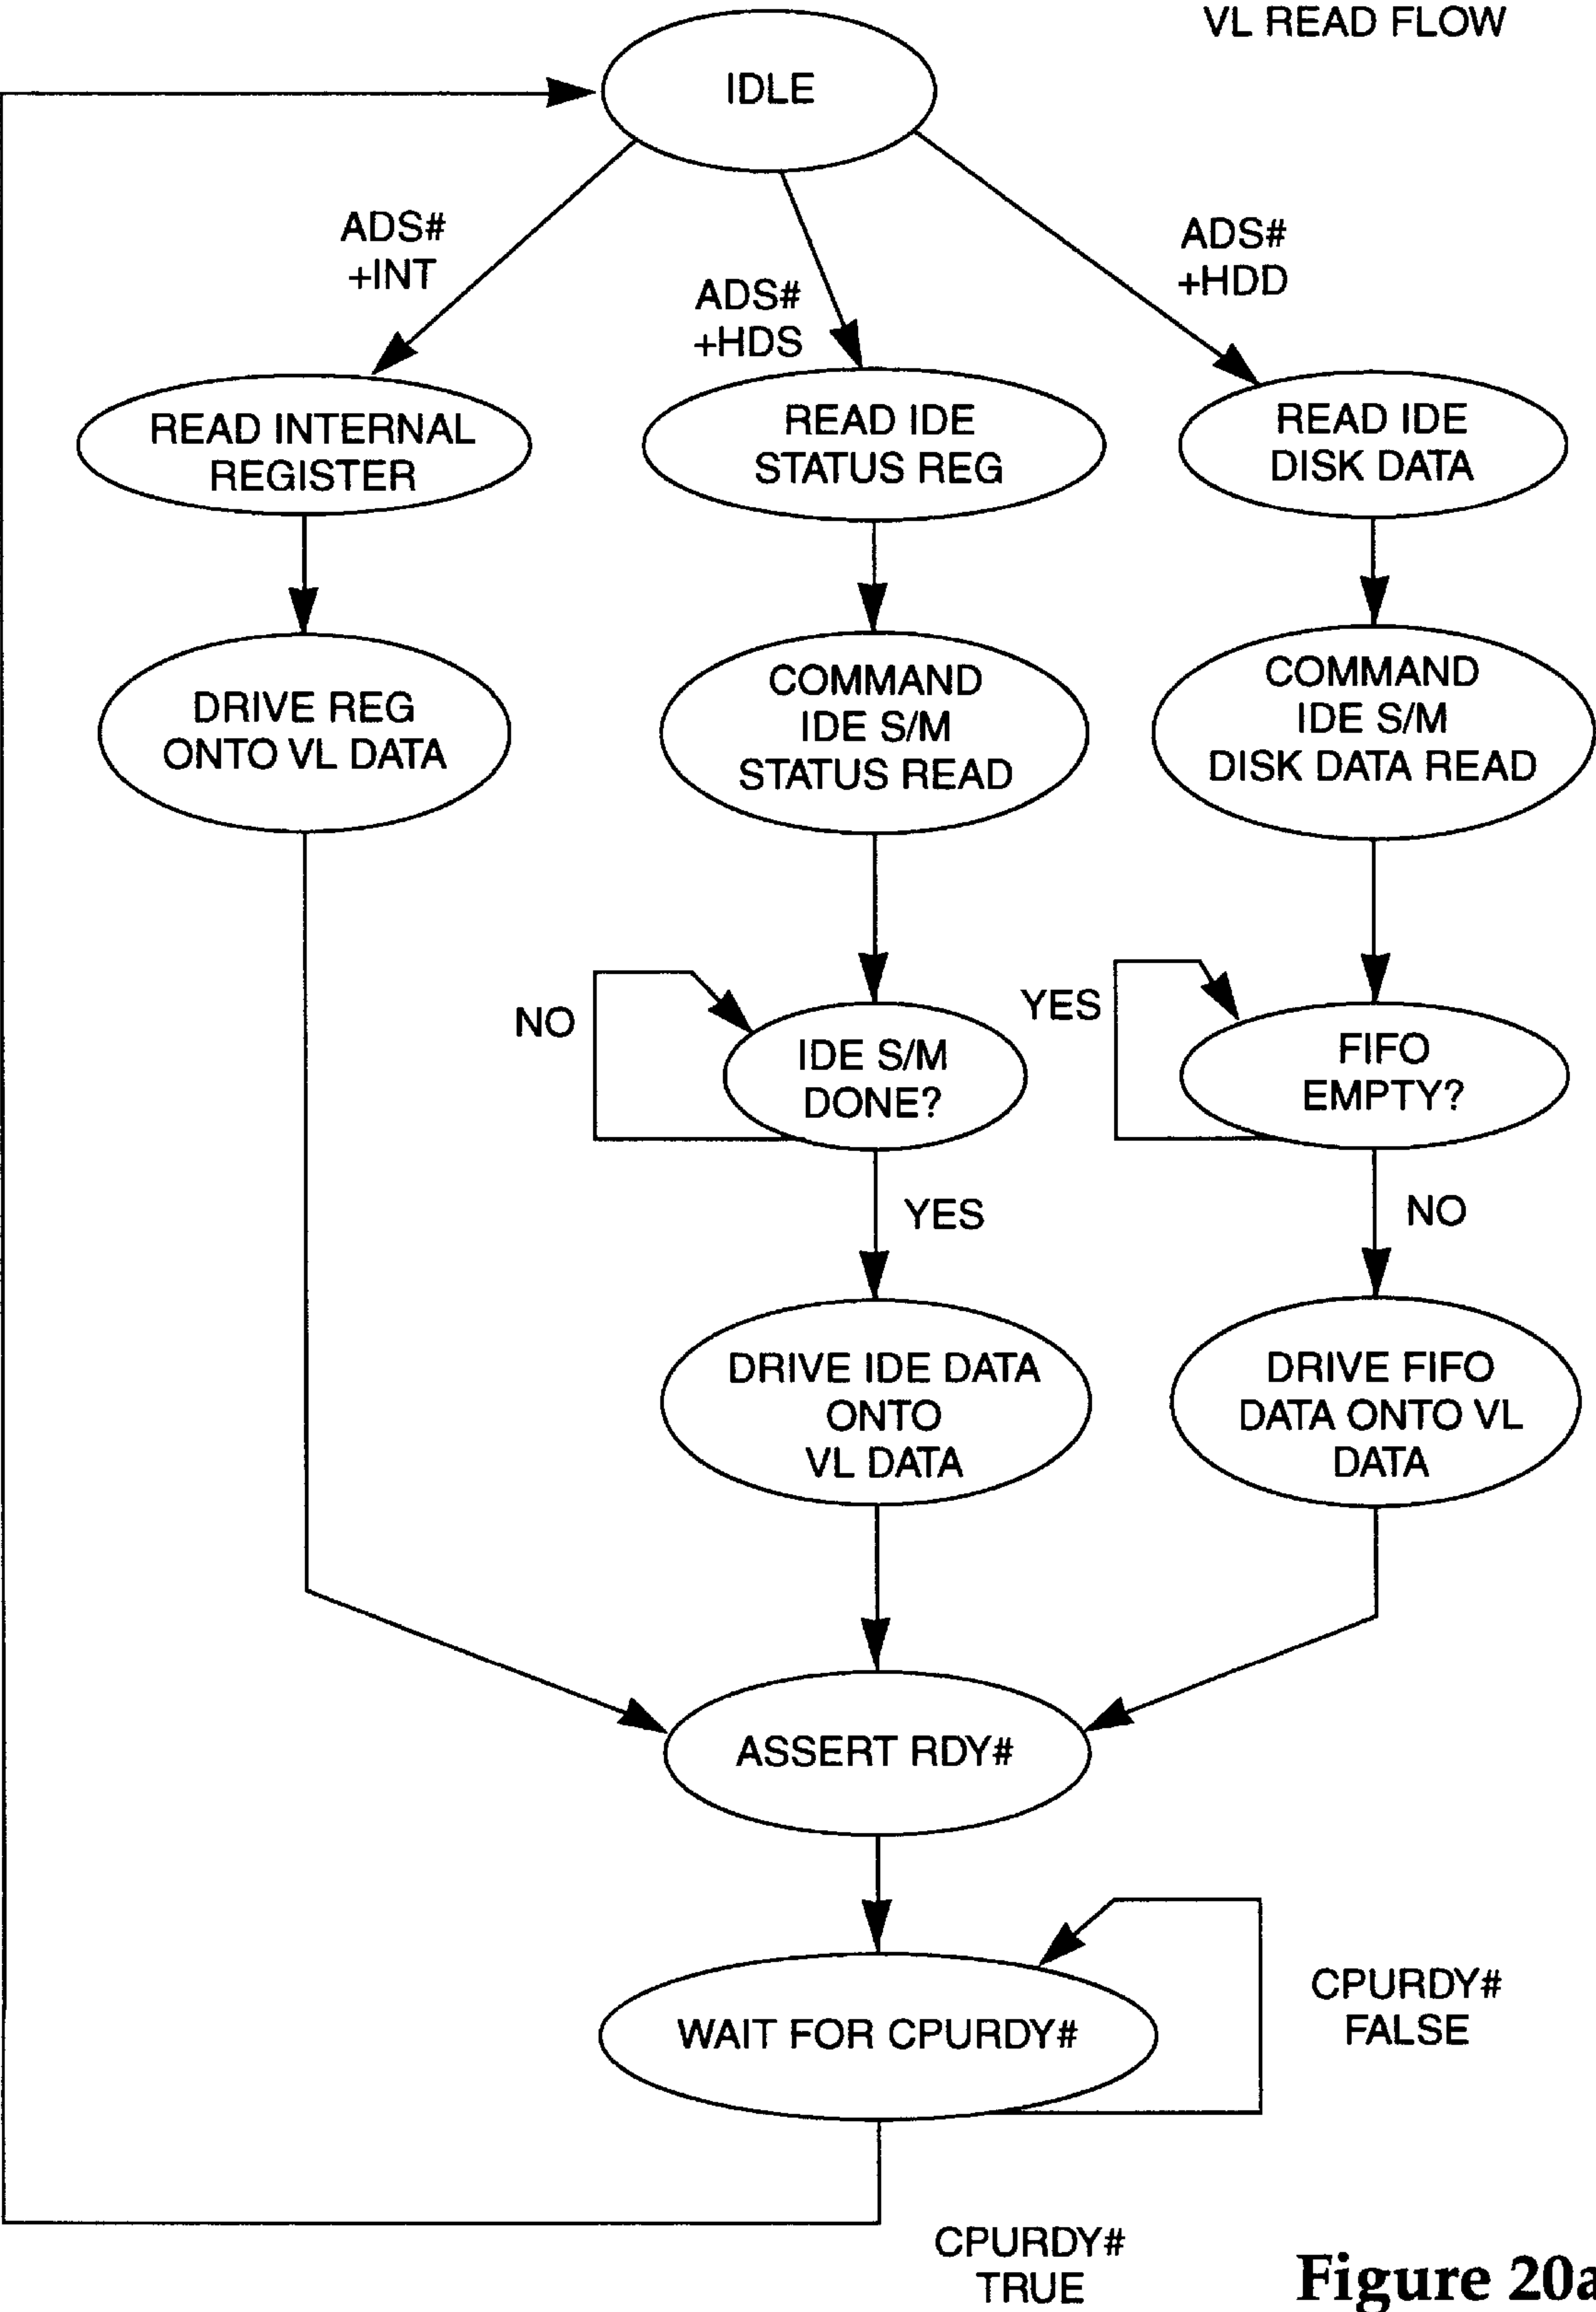 VL READ FLOW
IDLE
ADS#
+INT
ADS#
+HDS
ADS#
+HDD
READ INTERNAL
REGISTER
READ IDE
STATUS REG
READ IDE
DISK DATA
DRIVE REG
ONTO VL DATA
COMMAND
IDE S/M
STATUS READ
COMMAND
IDE S/M
DISK DATA READ
NO
IDE S/M
DONE?
YES
FIFO
EMPTY?
YES
NO
DRIVE IDE DATA
ONTO
VL DATA
DRIVE FIFO
DATA ONTO VL
DATA
ASSERT RDY#
WAIT FOR CPURDY#
CPURDY#
FALSE
CPURDY#
TRUE
Figure 20a